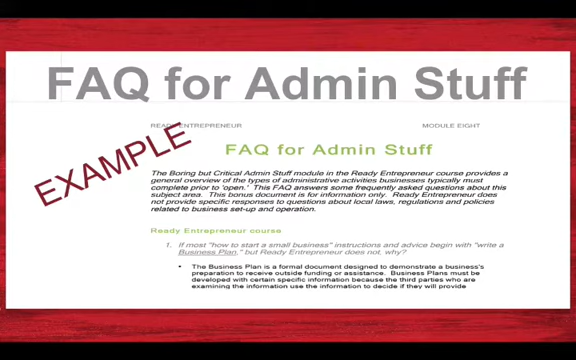 FAQ for Admin Stuff
READY ENTREPRENEUR MODULE EIGHT
EXAMPLE
FAQ for Admin Stuff
The Boring but Critical Admin Stuff module in the Ready Entrepreneur course provides a
general overview of the types of administrative activities businesses typically must
complete prior to 'open.' This FAQ answers some frequently asked questions about this
subject area. This bonus document is for information only. Ready Entrepreneur does
not provide specific responses to questions about local laws, regulations and policies
related to business set-up and operation.
Ready Entrepreneur course
1. If most "how to start a small business" instructions and advice begin with "write a
Business Plan," but Ready Entrepreneur does not, why?
• The Business Plan is a formal document designed to demonstrate a business's
preparation to receive outside funding or assistance. Business Plans must be
developed with certain specific information because the third parties who are
examining the information use the information to decide if they will provide